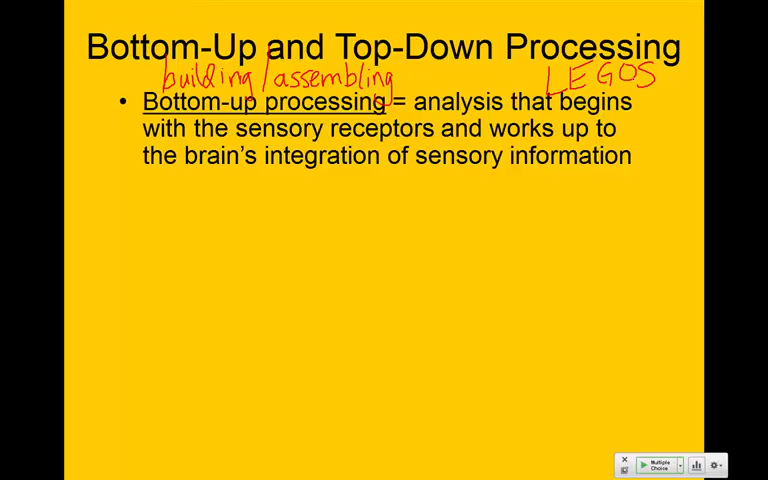 Bottom-Up and Top-Down Processing
building/assembling LEGOS
• Bottom-up processing = analysis that begins
with the sensory receptors and works up to
the brain's integration of sensory information
Multiple
Choice